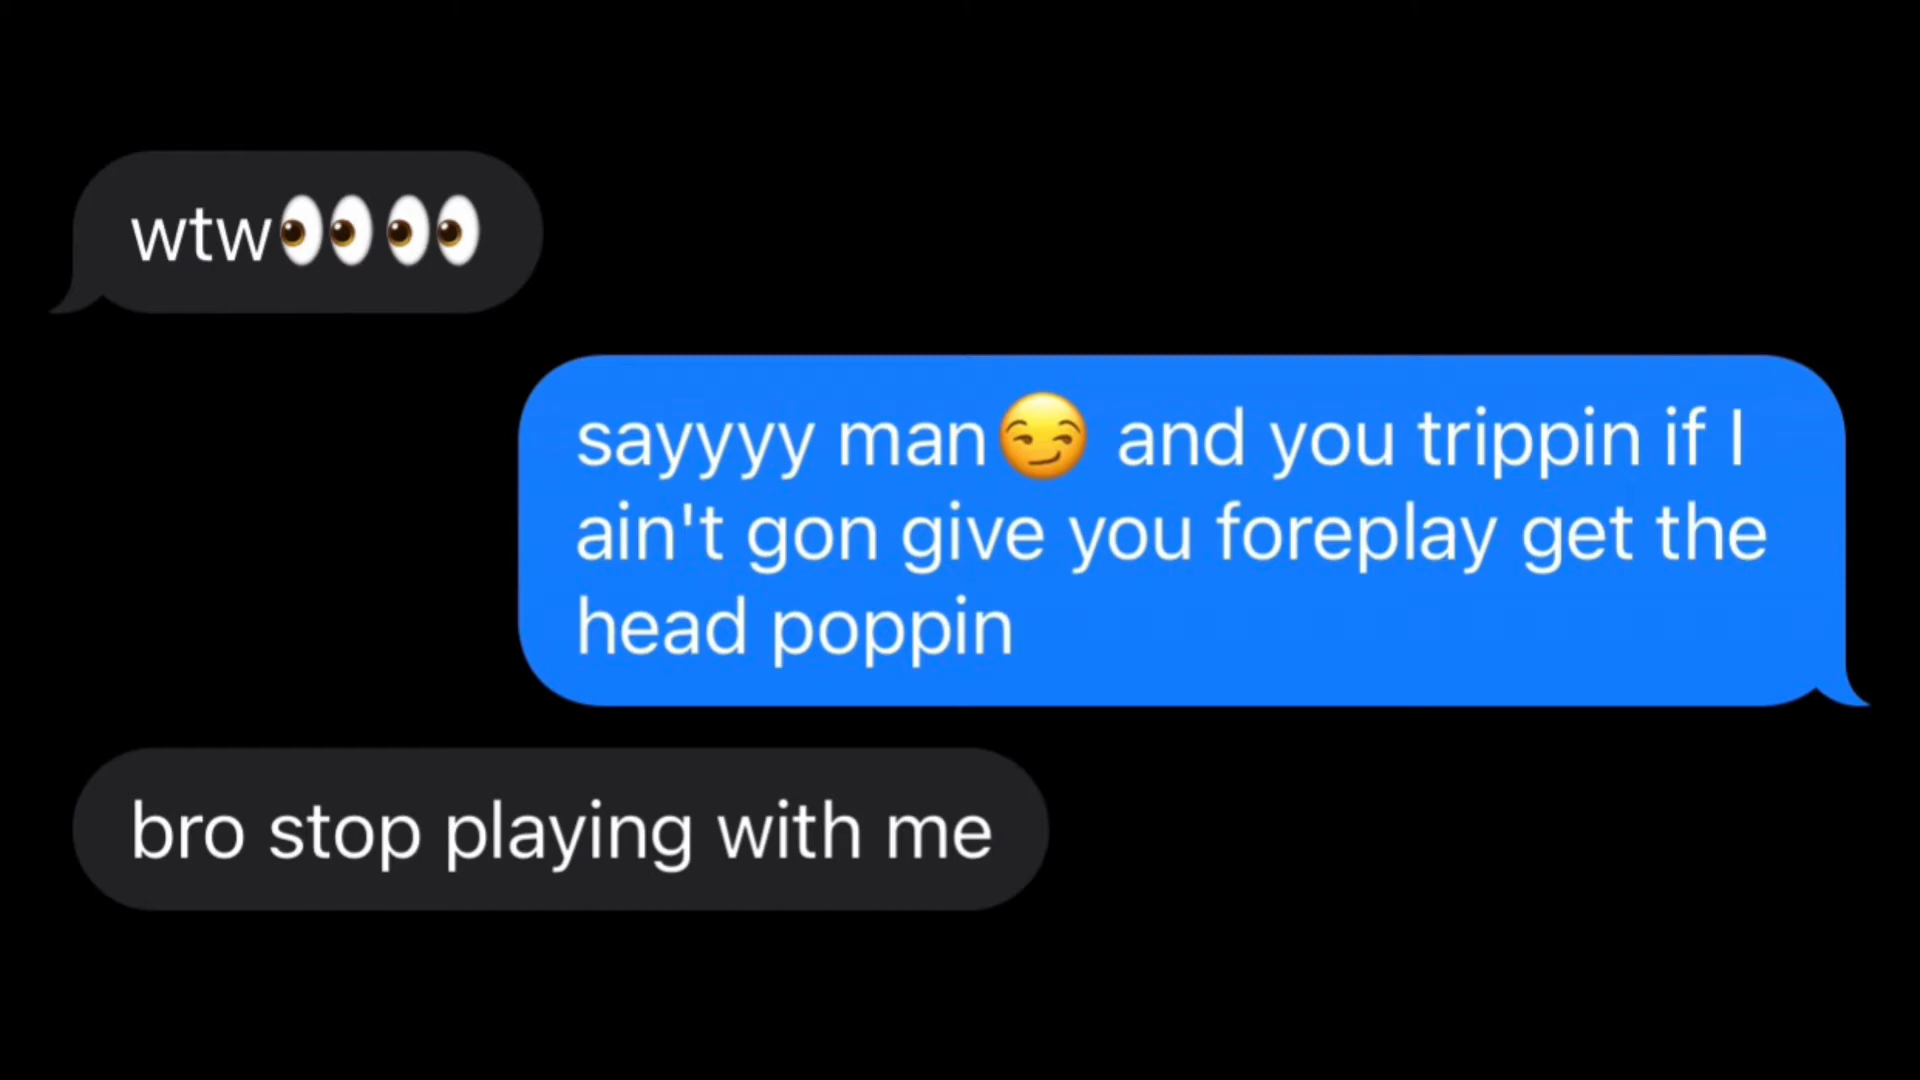 wtw👀👀
sayyyy man😏 and you trippin if I
ain't gon give you foreplay get the
head poppin
bro stop playing with me